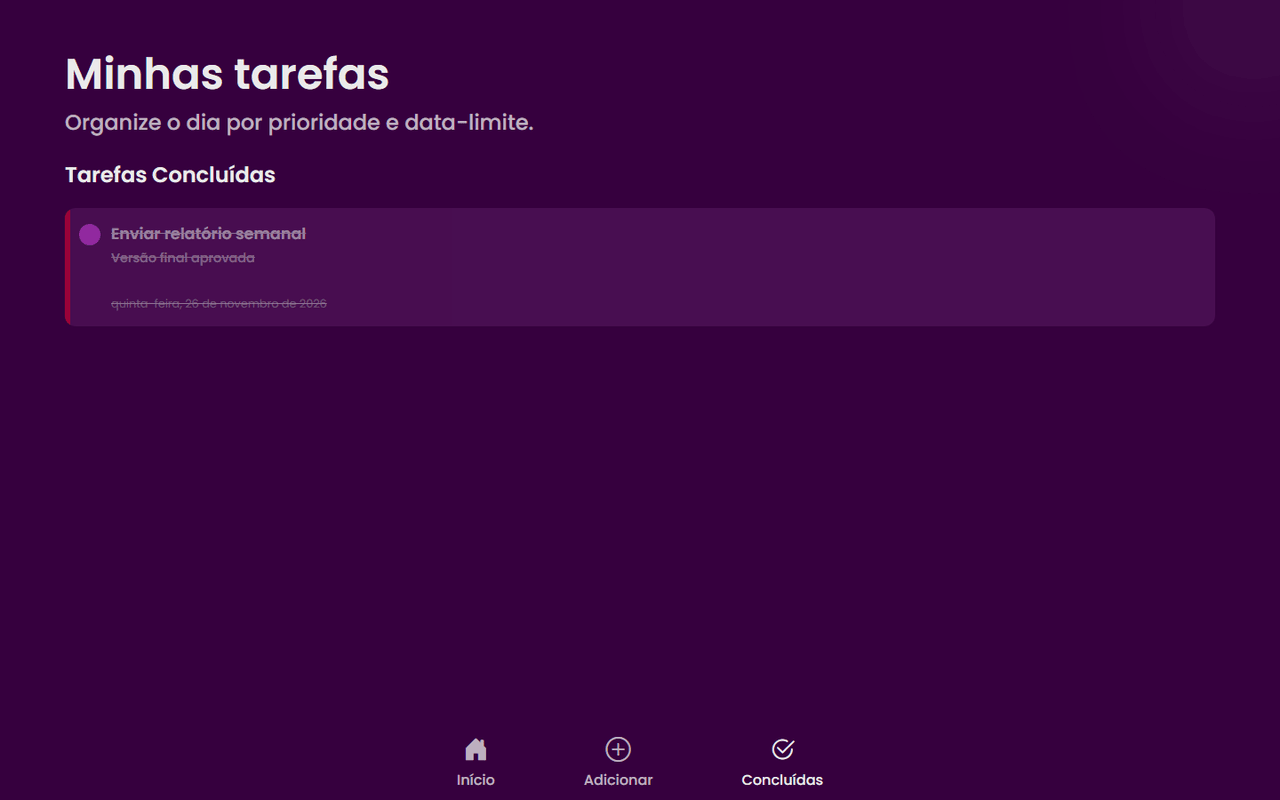 Minhas tarefas
Organize o dia por prioridade e data-limite.
Tarefas Concluídas
Enviar relatório semanal
Versão final aprovada
quinta-feira, 26 de novembro de 2026
Início
Adicionar
Concluídas